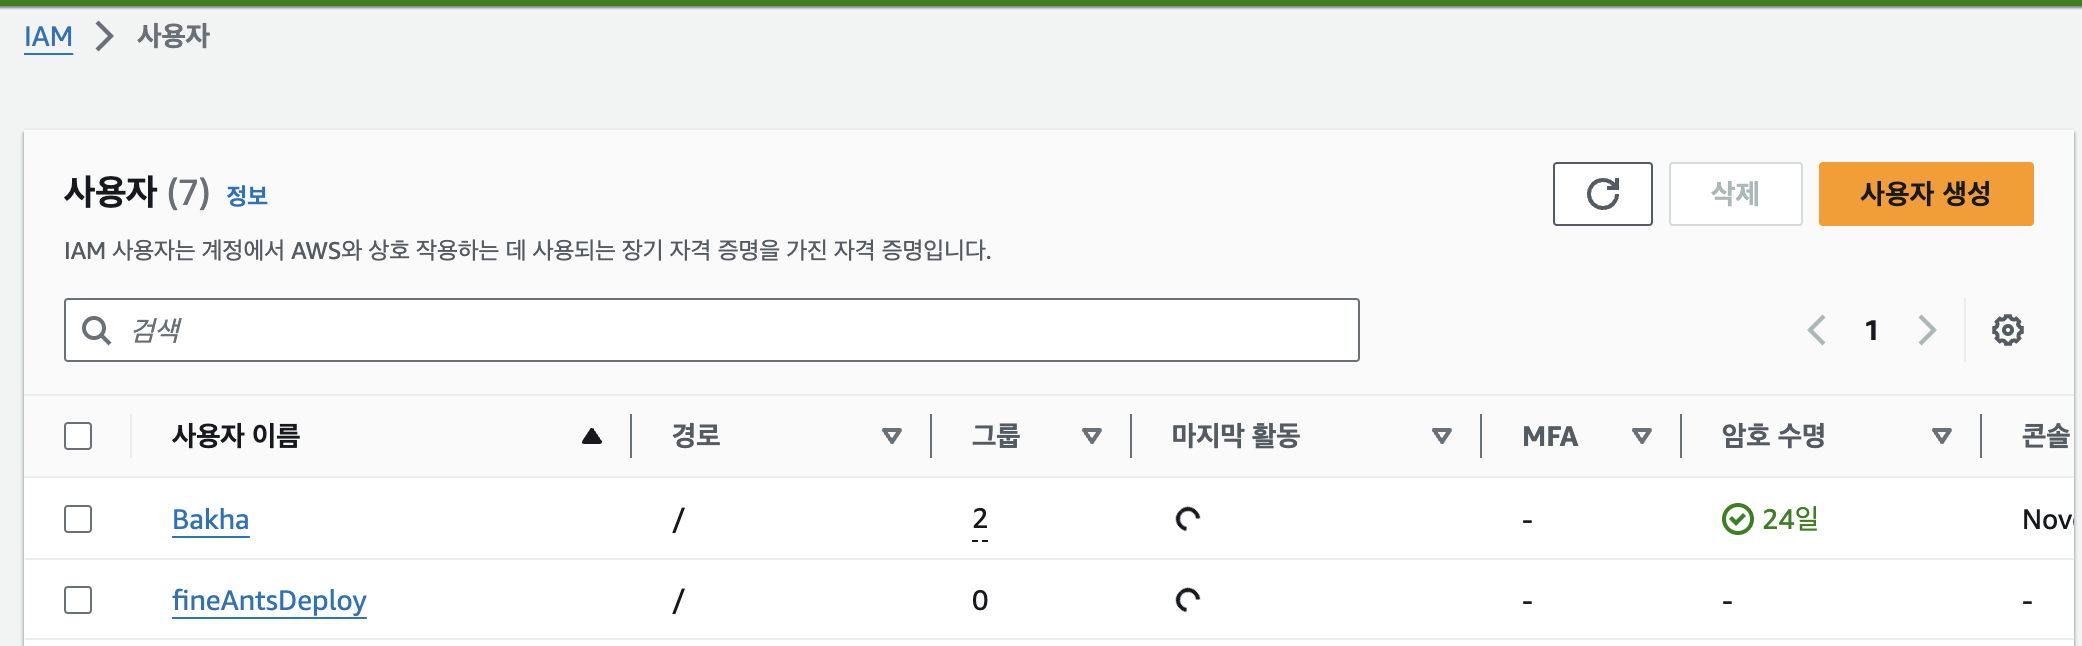 IAM > 사용자
사용자 (7) 정보
삭제
사용자 생성
IAM 사용자는 계정에서 AWS와 상호 작용하는 데 사용되는 장기 자격 증명을 가진 자격 증명입니다.
검색
1
사용자 이름 경로 그룹 마지막 활동 MFA 암호 수명 콘솔
Bakha / 2 - 24일 Nov
fineAntsDeploy / 0 - - -